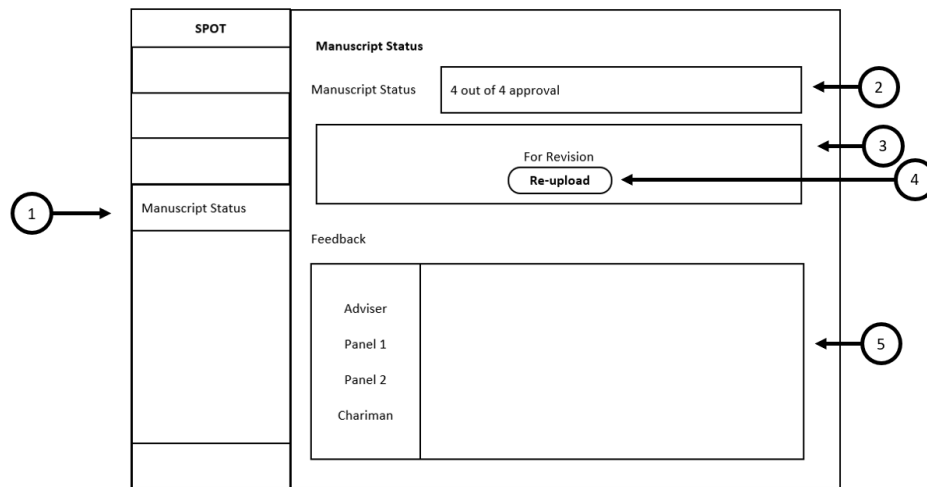 SPOT
Manuscript Status
Manuscript Status
4 out of 4 approval
2
For Revision
3
Re-upload
4
1
Manuscript Status
Feedback
Adviser
Panel 1
5
Panel 2
Chariman